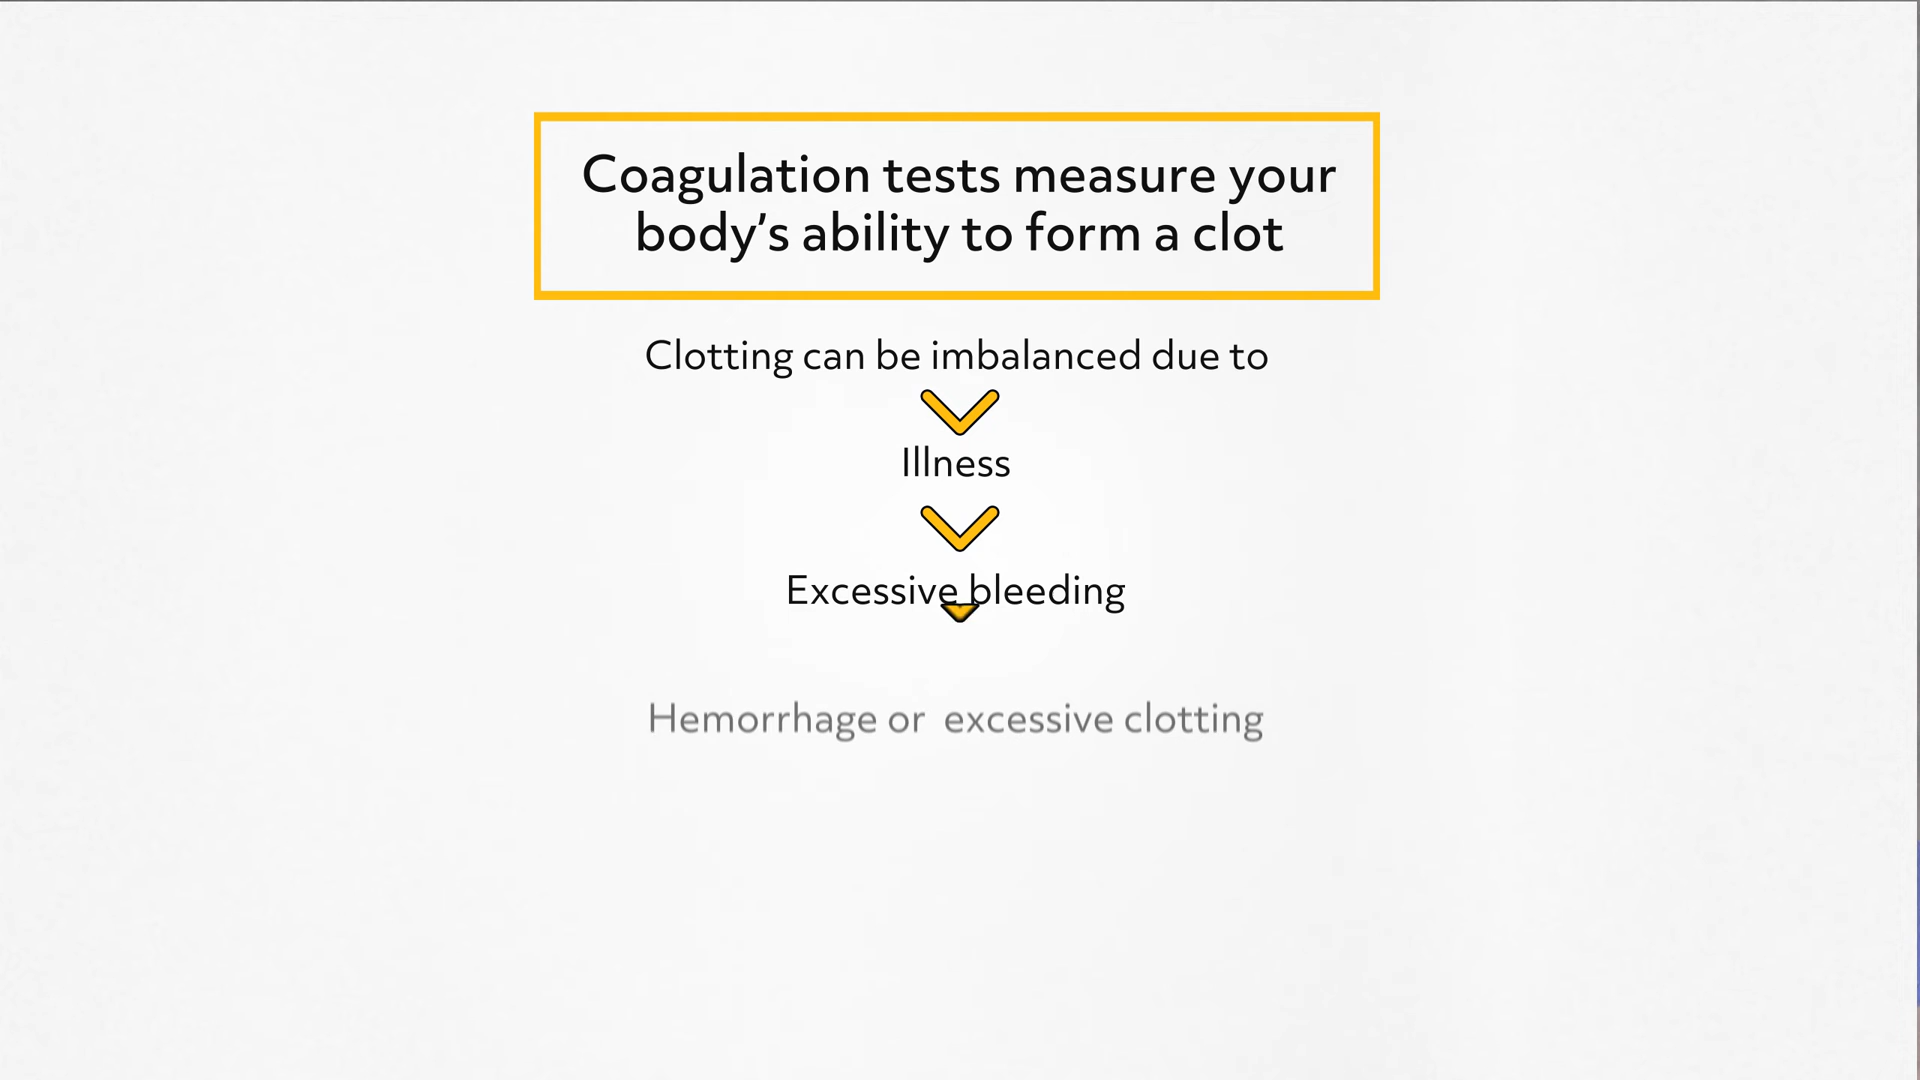 Coagulation tests measure your
body’s ability to form a clot
Clotting can be imbalanced due to
Illness
Excessive bleeding
Hemorrhage or excessive clotting